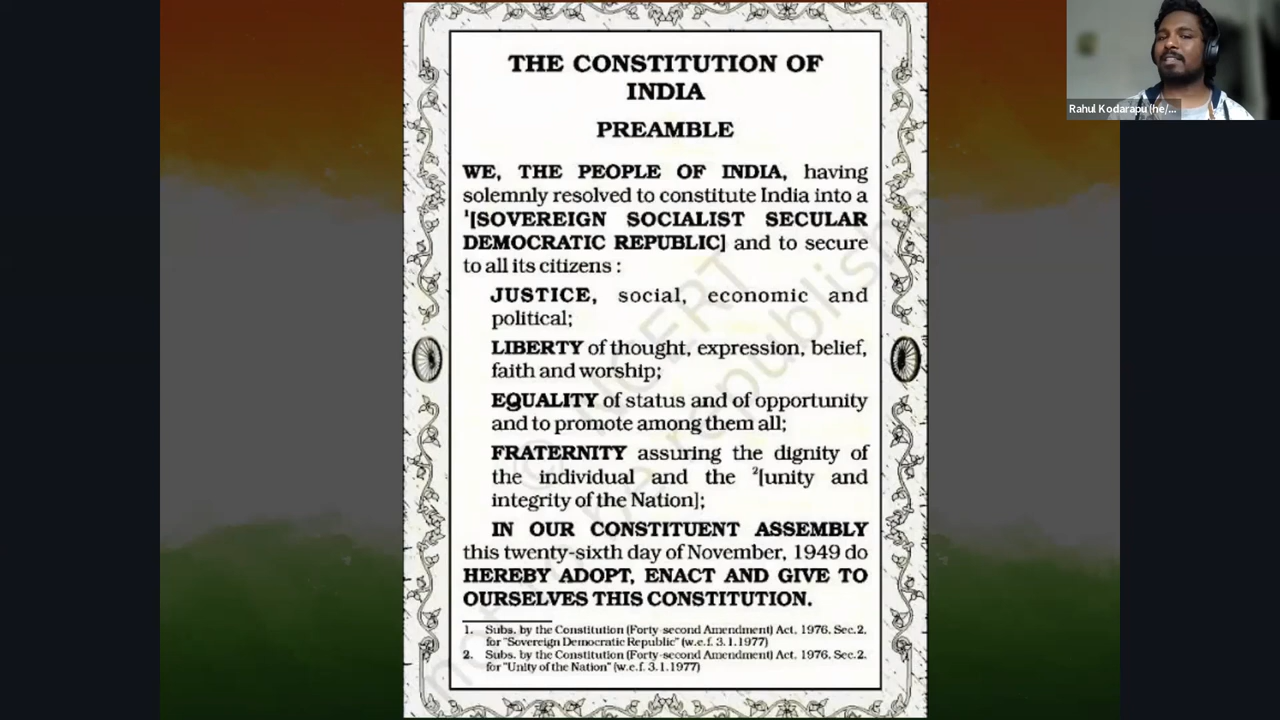 THE CONSTITUTION OF
INDIA
PREAMBLE
WE, THE PEOPLE OF INDIA, having
solemnly resolved to constitute India into a
¹[SOVEREIGN SOCIALIST SECULAR
DEMOCRATIC REPUBLIC] and to secure
to all its citizens :
JUSTICE, social, economic and
political;
LIBERTY of thought, expression, belief,
faith and worship;
EQUALITY of status and of opportunity
and to promote among them all;
FRATERNITY assuring the dignity of
the individual and the ²[unity and
integrity of the Nation];
IN OUR CONSTITUENT ASSEMBLY
this twenty-sixth day of November, 1949 do
HEREBY ADOPT, ENACT AND GIVE TO
OURSELVES THIS CONSTITUTION.
1. Subs. by the Constitution (Forty-second Amendment) Act, 1976, Sec.2,
for "Sovereign Democratic Republic" (w.e.f. 3.1.1977)
2. Subs. by the Constitution (Forty-second Amendment) Act, 1976, Sec.2,
for "Unity of the Nation" (w.e.f. 3.1.1977)
© NCERT
republish
Rahul Kodarapu (he/...